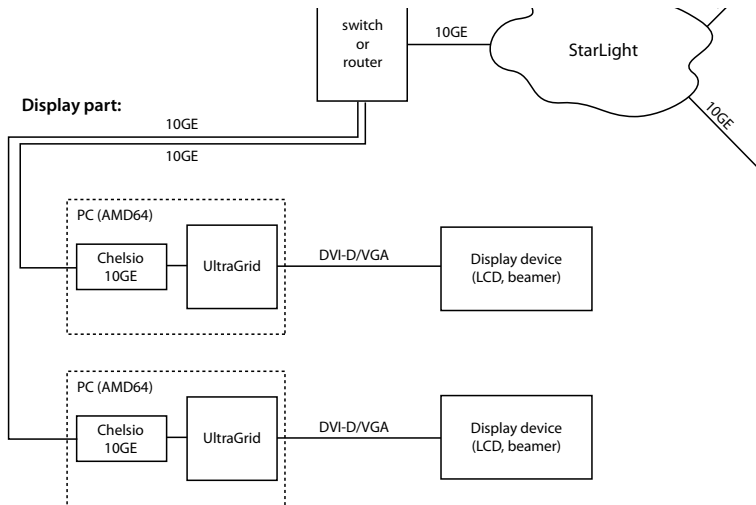 switch
or
router
10GE
StarLight
10GE
Display part:
10GE
10GE
PC (AMD64)
Chelsio
10GE
UltraGrid
DVI-D/VGA
Display device
(LCD, beamer)
PC (AMD64)
Chelsio
10GE
UltraGrid
DVI-D/VGA
Display device
(LCD, beamer)